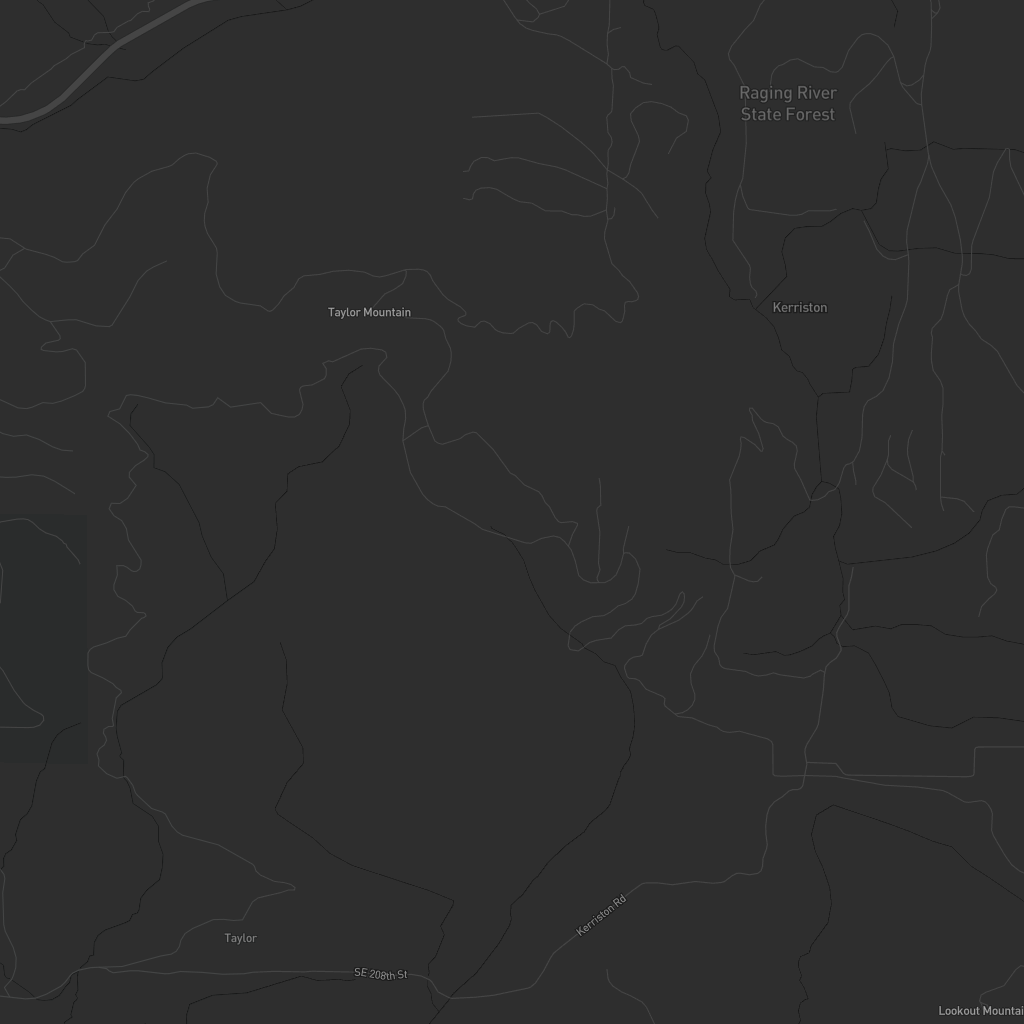 Raging River
State Forest
Kerriston
Taylor Mountain
Kerriston Rd
Taylor
SE 208th St
Lookout Mountai